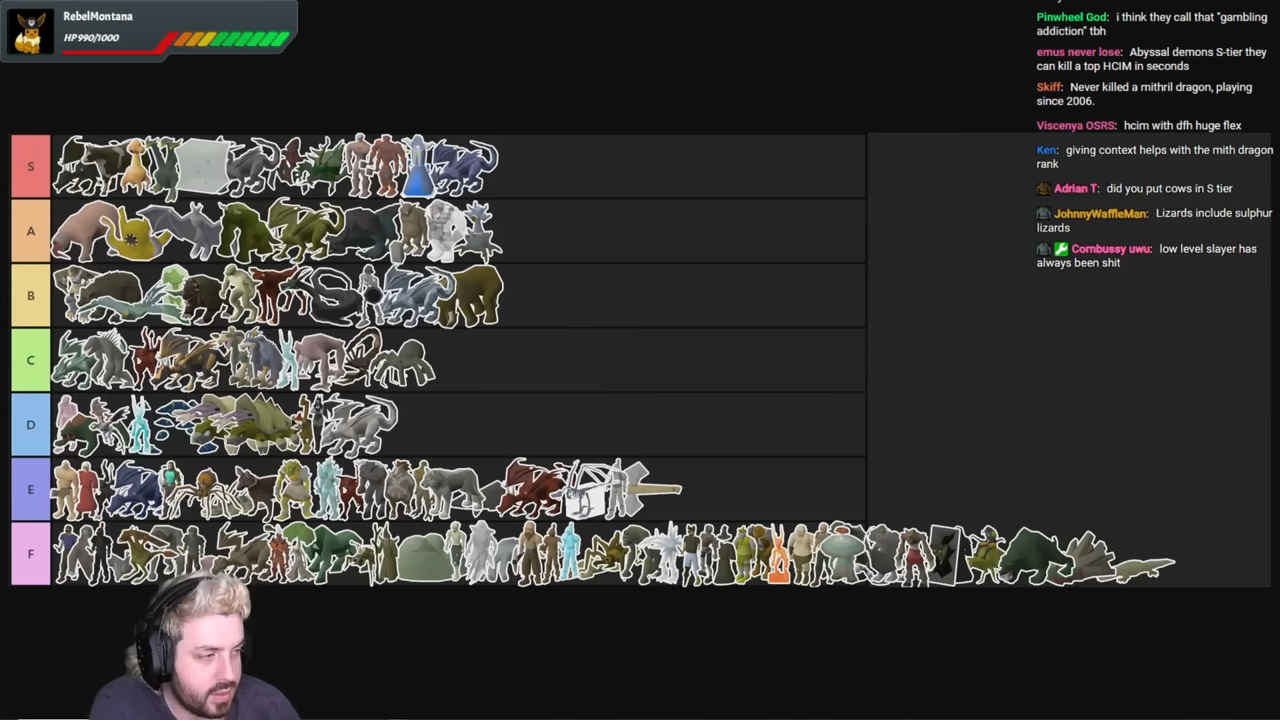 RebelMontana
HP 990/1000
Pinwheel God: i think they call that "gambling
addiction" tbh
emus never lose: Abyssal demons S-tier they
can kill a top HCIM in seconds
Skiff: Never killed a mithril dragon, playing
since 2006.
Viscenya OSRS: hcim with dfh huge flex
Ken: giving context helps with the mith dragon
rank
Adrian T: did you put cows in S tier
JohnnyWaffleMan: Lizards include sulphur
lizards
Cornbussy uwu: low level slayer has
always been shit
S
A
B
C
D
E
F